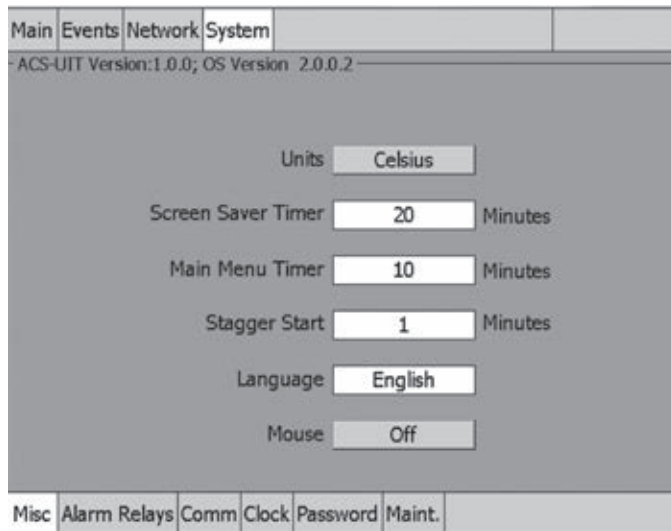 Main Events Network System
ACS-UIT Version:1.0.0; OS Version 2.0.0.2
Units Celsius
Screen Saver Timer 20 Minutes
Main Menu Timer 10 Minutes
Stagger Start 1 Minutes
Language English
Mouse Off
Misc Alarm Relays Comm Clock Password Maint.